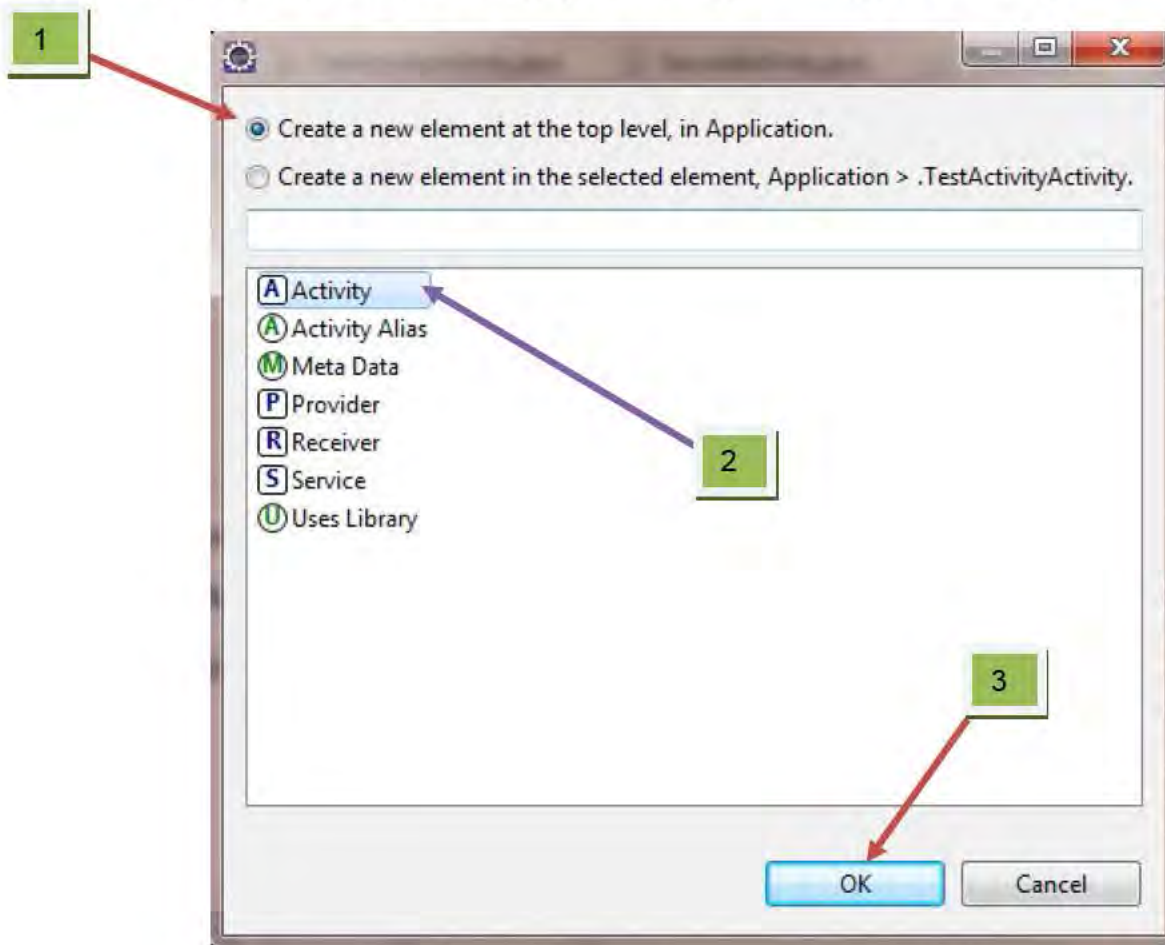 1
Create a new element at the top level, in Application.
Create a new element in the selected element, Application > .TestActivityActivity.
A Activity
A Activity Alias
M Meta Data
P Provider
R Receiver
S Service
U Uses Library
2
3
OK Cancel